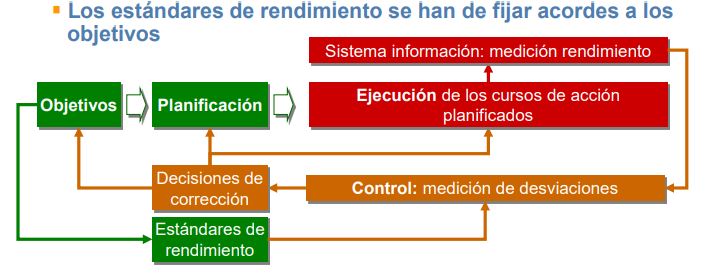 Los estándares de rendimiento se han de fijar acordes a los
objetivos
Sistema información: medición rendimiento
Objetivos
Planificación
Ejecución de los cursos de acción
planificados
Decisiones de
corrección
Control: medición de desviaciones
Estándares de
rendimiento